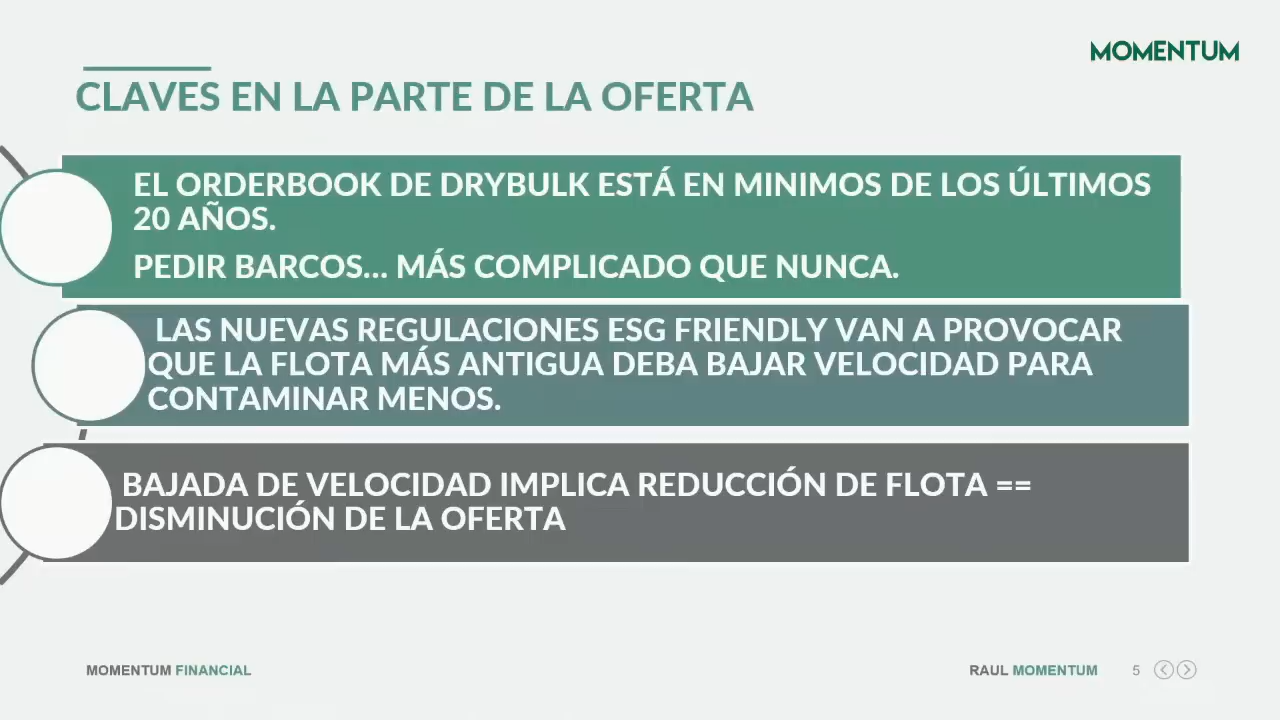 MOMENTUM
CLAVES EN LA PARTE DE LA OFERTA
EL ORDERBOOK DE DRYBULK ESTÁ EN MINIMOS DE LOS ÚLTIMOS
20 AÑOS.
PEDIR BARCOS... MÁS COMPLICADO QUE NUNCA.
LAS NUEVAS REGULACIONES ESG FRIENDLY VAN A PROVOCAR
QUE LA FLOTA MÁS ANTIGUA DEBA BAJAR VELOCIDAD PARA
CONTAMINAR MENOS.
BAJADA DE VELOCIDAD IMPLICA REDUCCIÓN DE FLOTA ==
DISMINUCIÓN DE LA OFERTA
MOMENTUM FINANCIAL
RAUL MOMENTUM 5